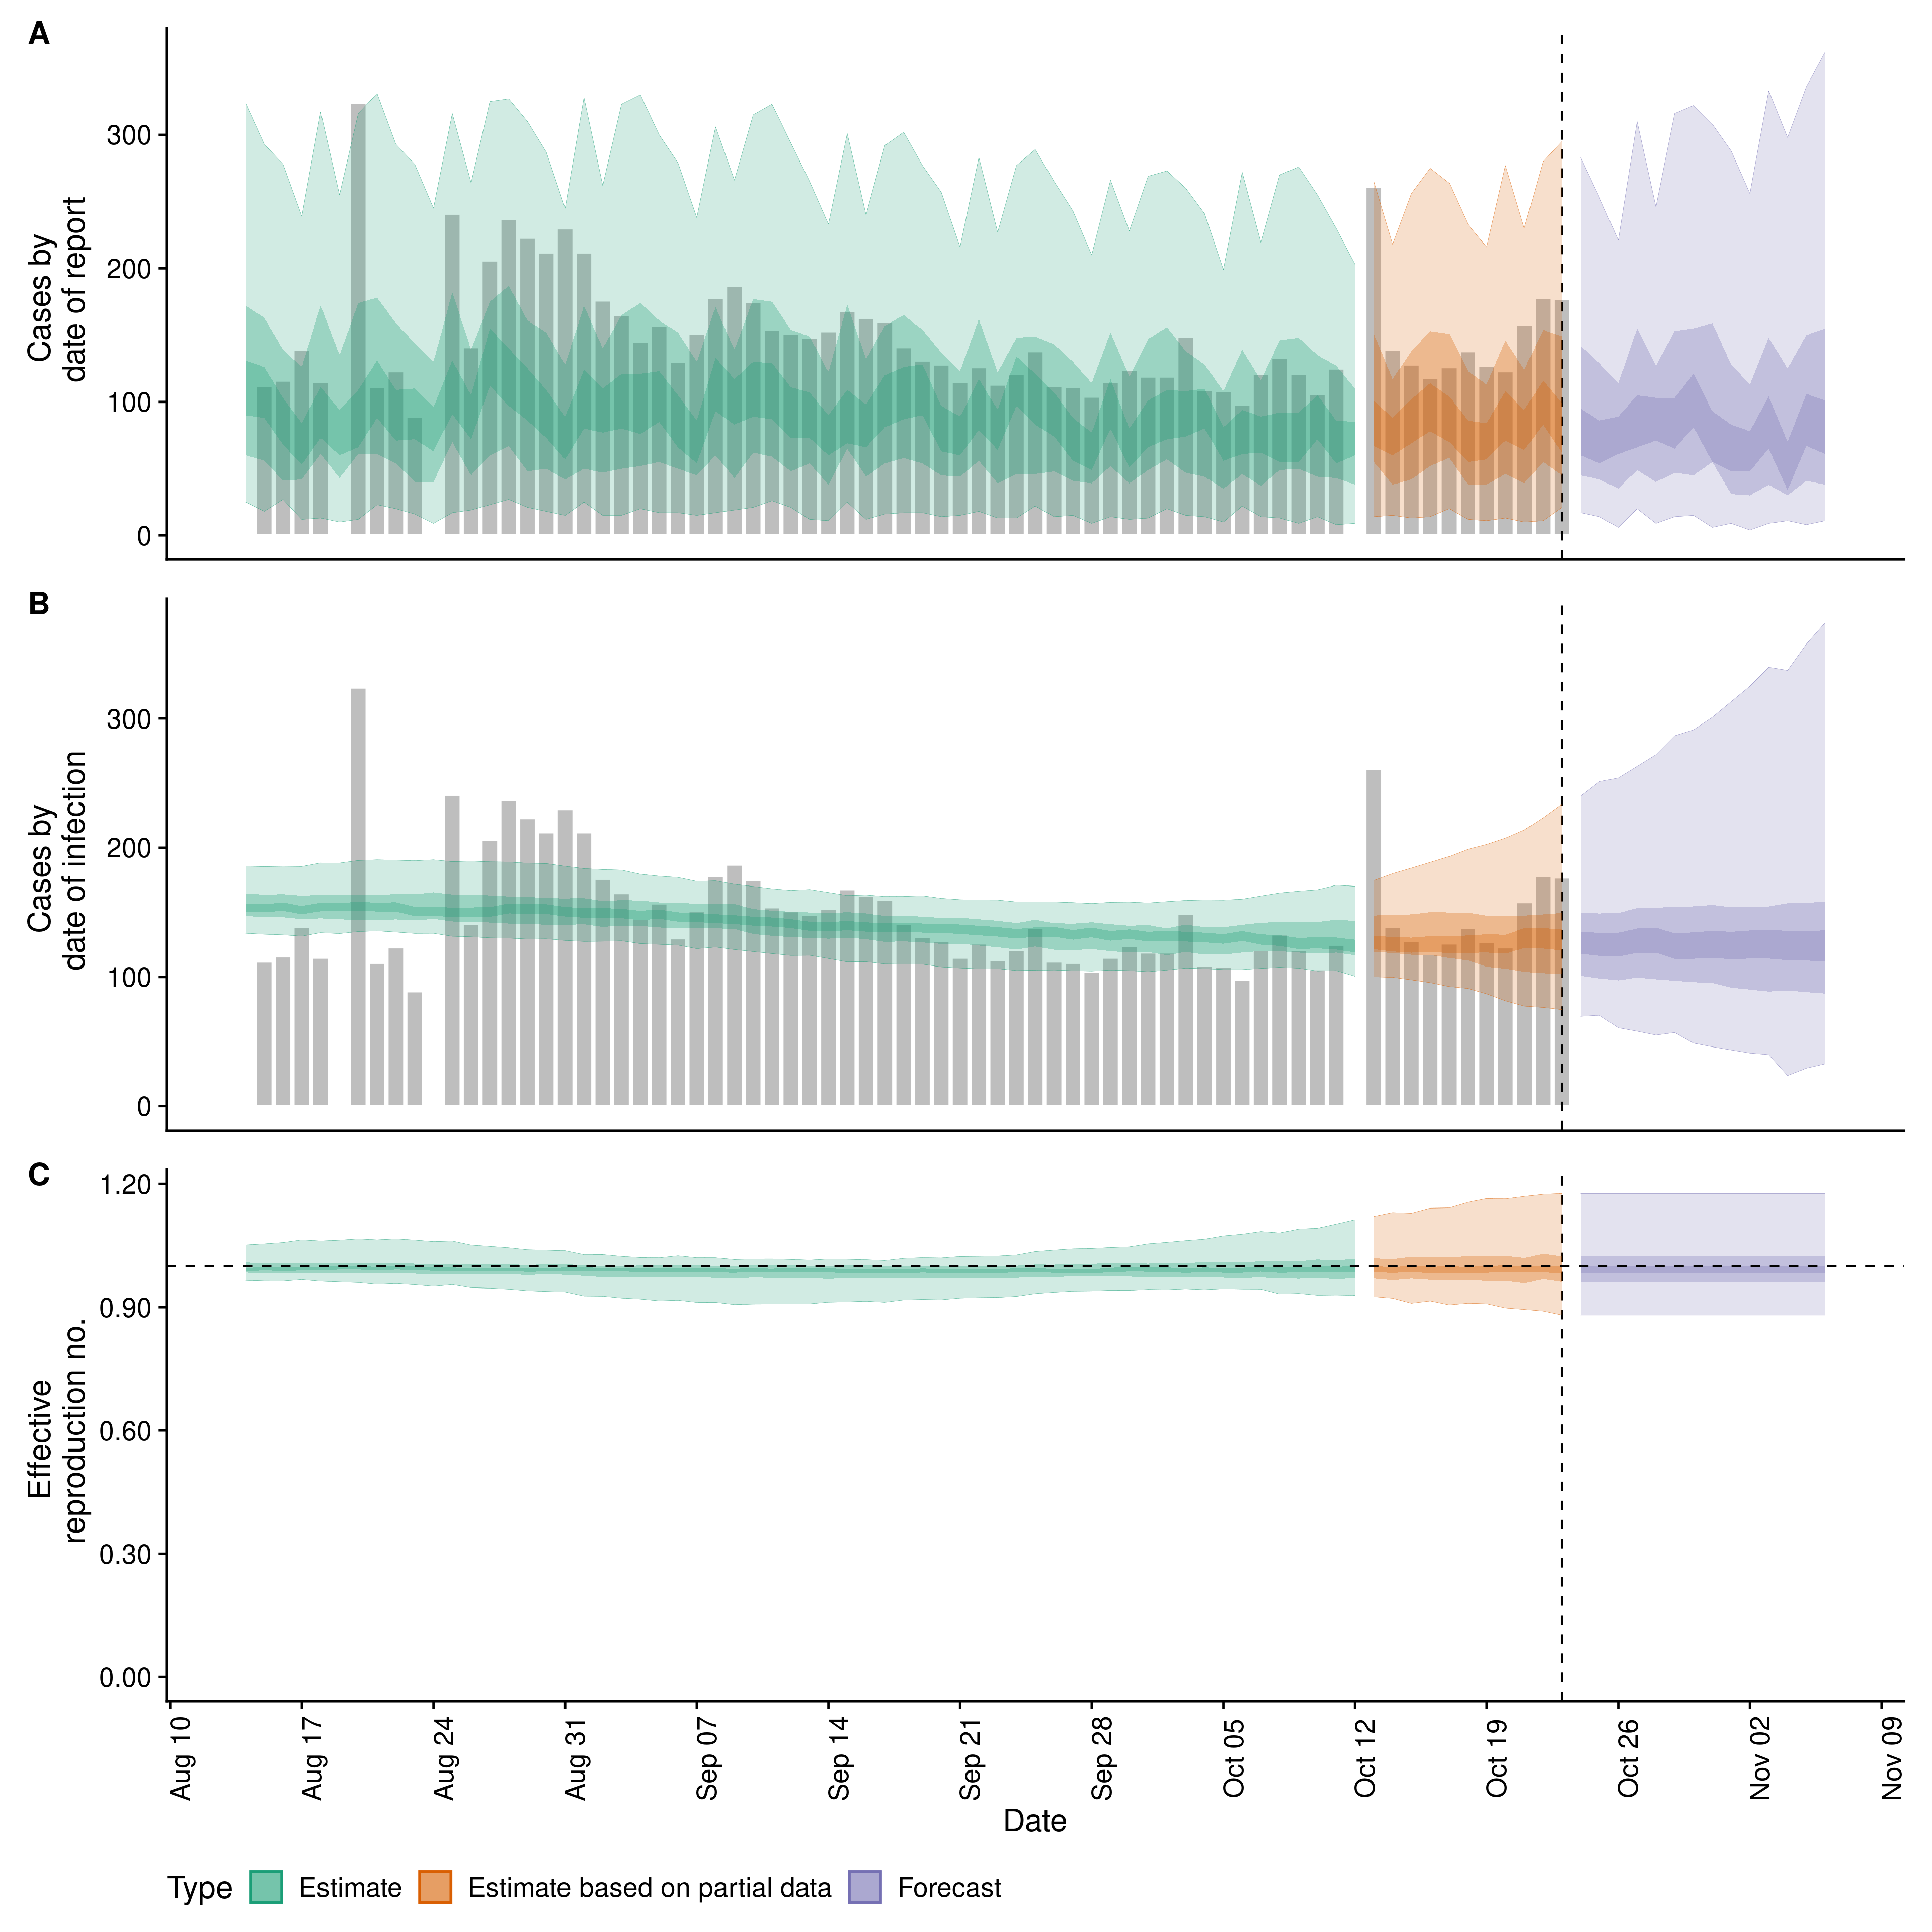 A
Cases by
date of report
300
200
100
0
B
Cases by
date of infection
300
200
100
0
C
Effective
reproduction no.
1.20
0.90
0.60
0.30
0.00
Aug 10
Aug 17
Aug 24
Aug 31
Sep 07
Sep 14
Sep 21
Sep 28
Oct 05
Oct 12
Oct 19
Oct 26
Nov 02
Nov 09
Date
Type Estimate Estimate based on partial data Forecast